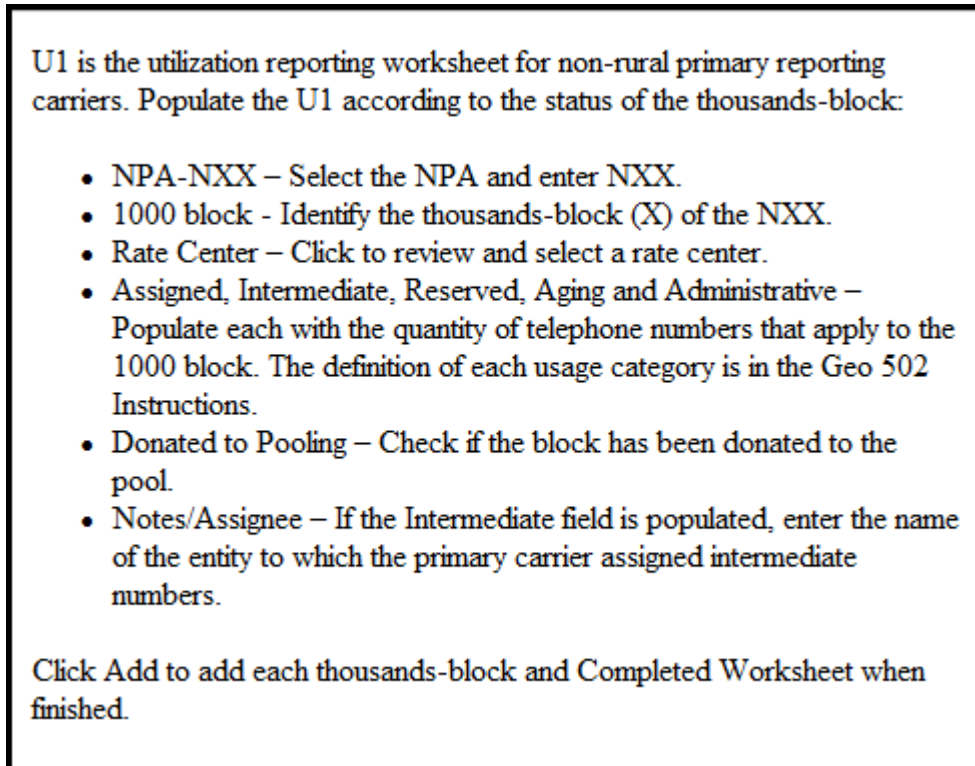 U1 is the utilization reporting worksheet for non-rural primary reporting
carriers. Populate the U1 according to the status of the thousands-block:
• NPA-NXX – Select the NPA and enter NXX.
• 1000 block - Identify the thousands-block (X) of the NXX.
• Rate Center – Click to review and select a rate center.
• Assigned, Intermediate, Reserved, Aging and Administrative –
Populate each with the quantity of telephone numbers that apply to the
1000 block. The definition of each usage category is in the Geo 502
Instructions.
• Donated to Pooling – Check if the block has been donated to the
pool.
• Notes/Assignee – If the Intermediate field is populated, enter the name
of the entity to which the primary carrier assigned intermediate
numbers.
Click Add to add each thousands-block and Completed Worksheet when
finished.